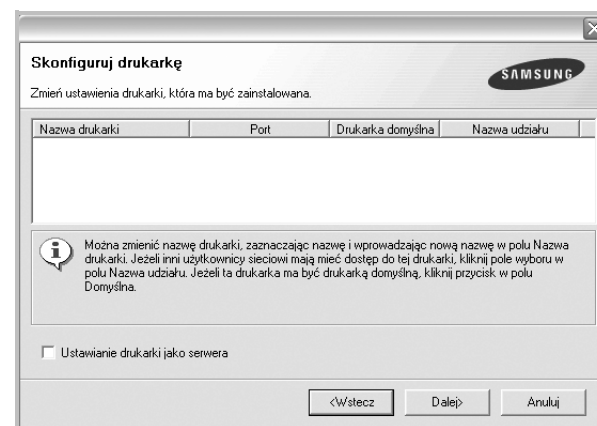 Skonfiguruj drukarkę
SAMSUNG
Zmień ustawienia drukarki, która ma być zainstalowana.
Nazwa drukarki Port Drukarka domyślna Nazwa udziału
Można zmienić nazwę drukarki, zaznaczając nazwę i wprowadzając nową nazwę w polu Nazwa
drukarki. Jeżeli inni użytkownicy sieciowi mają mieć dostęp do tej drukarki, kliknij pole wyboru w
polu Nazwa udziału. Jeżeli ta drukarka ma być drukarką domyślną, kliknij przycisk w polu
Domyślna.
Ustawianie drukarki jako serwera
<Wstecz Dalej> Anuluj